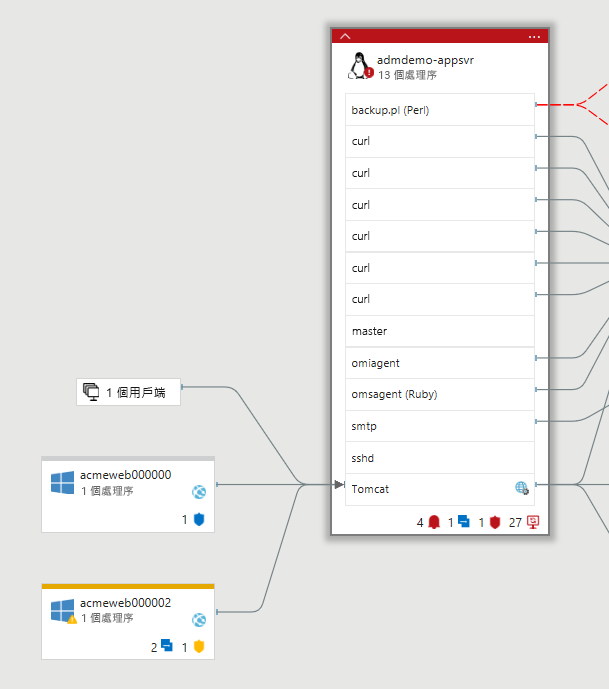 admdemo-appsvr
13 個處理序
backup.pl (Perl)
curl
curl
curl
curl
curl
curl
master
omiagent
omsagent (Ruby)
smtp
sshd
Tomcat
4 1 1 27
1 個用戶端
acmeweb000000
1 個處理序
1
acmeweb000002
1 個處理序
2 1